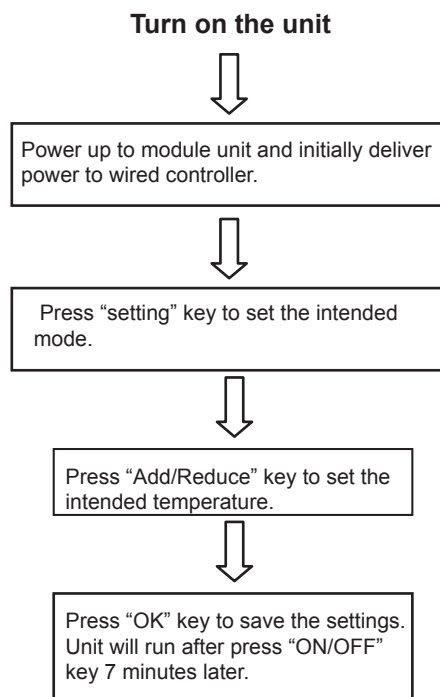 Turn on the unit
Power up to module unit and initially deliver
power to wired controller.
Press “setting” key to set the intended
mode.
Press “Add/Reduce” key to set the
intended temperature.
Press “OK” key to save the settings.
Unit will run after press “ON/OFF”
key 7 minutes later.